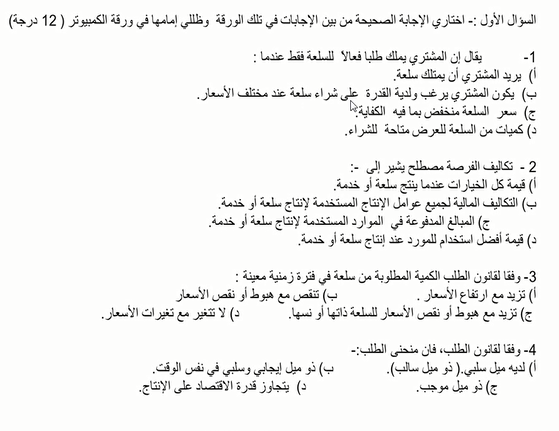 السؤال الأول :- اختاري الإجابة الصحيحة من بين الإجابات في تلك الورقة وظللي إمامها في ورقة الكمبيوتر ( 12 درجة)
1- يقال إن المشتري يملك طلبا فعالاً للسلعة فقط عندما :
أ) يريد المشتري أن يمتلك سلعة.
ب) يكون المشتري يرغب ولدية القدرة على شراء سلعة عند مختلف الأسعار.
ج) سعر السلعة منخفض بما فيه الكفاية.
د) كميات من السلعة للعرض متاحة للشراء.
2 - تكاليف الفرصة مصطلح يشير إلى :-
أ) قيمة كل الخيارات عندما ينتج سلعة أو خدمة.
ب) التكاليف المالية لجميع عوامل الإنتاج المستخدمة لإنتاج سلعة أو خدمة.
ج) المبالغ المدفوعة في الموارد المستخدمة لإنتاج سلعة أو خدمة.
د) قيمة أفضل استخدام للمورد عند إنتاج سلعة أو خدمة.
3- وفقا لقانون الطلب الكمية المطلوبة من سلعة في فترة زمنية معينة :
أ) تزيد مع ارتفاع الأسعار . ب) تنقص مع هبوط أو نقص الأسعار
ج) تزيد مع هبوط أو نقص الأسعار للسلعة ذاتها أو نسها. د) لا تتغير مع تغيرات الأسعار.
4- وفقا لقانون الطلب، فان منحنى الطلب:-
أ) لديه ميل سلبي.( ذو ميل سالب). ب) ذو ميل إيجابي وسلبي في نفس الوقت.
ج) ذو ميل موجب. د) يتجاوز قدرة الاقتصاد على الإنتاج.